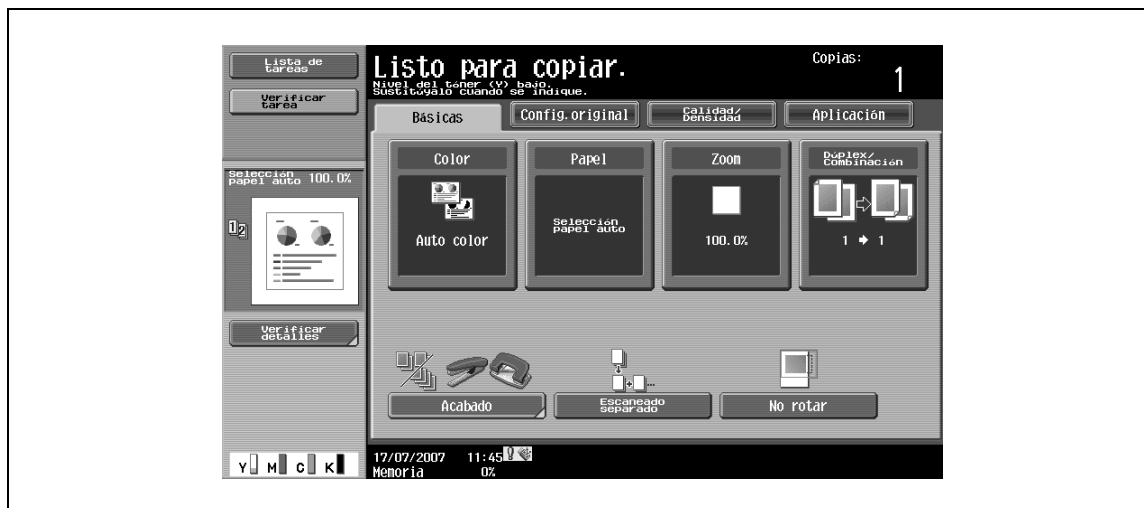 Lista de
tareas
Verificar
tarea
Listo para copiar.
Nivel del tóner (Y) bajo.
Sustitúyalo cuando se indique.
Copias:
1
Básicas
Config.original
Calidad/
Densidad
Aplicación
Selección
papel auto 100.0%
1 2
Verificar
detalles
Color
Auto color
Papel
Selección
papel auto
Zoom
100.0%
Dúplex/
Combinación
1 → 1
Acabado
Escaneado
separado
No rotar
Y M C K
17/07/2007 11:45
Memoria 0%